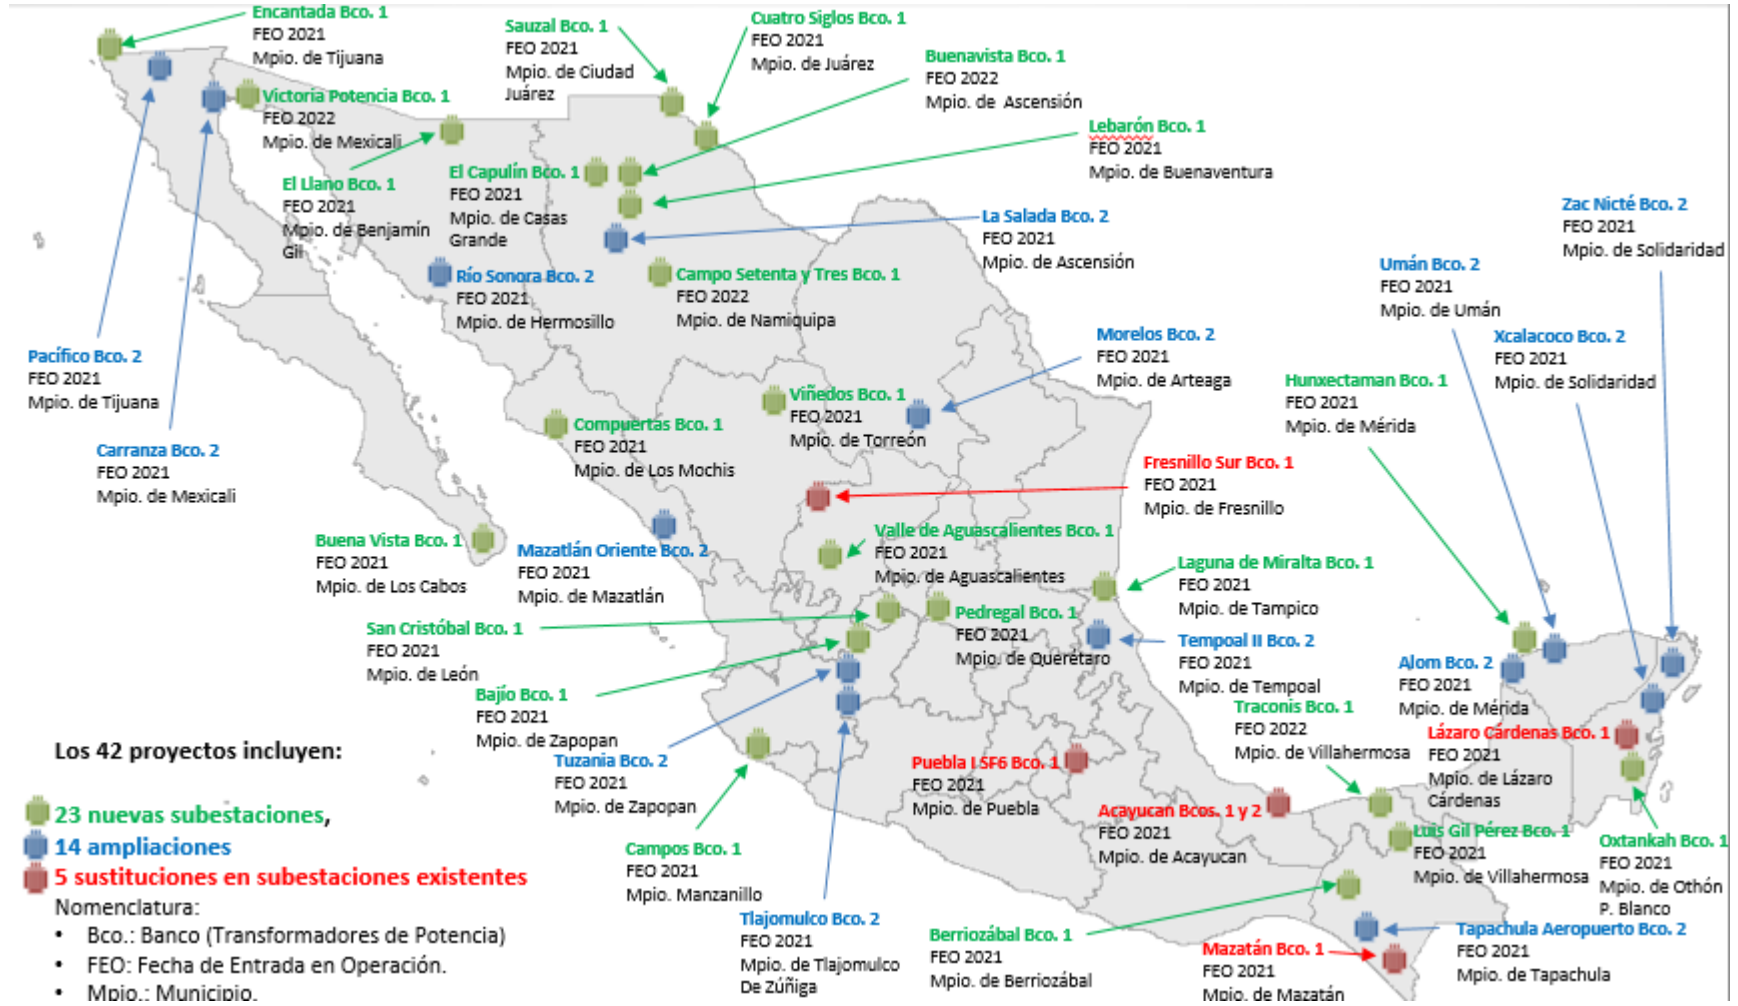 Encantada Bco. 1
FEO 2021
Mpio. de Tijuana
Sauzal Bco. 1
FEO 2021
Mpio. de Ciudad
Juárez
Cuatro Siglos Bco. 1
FEO 2021
Mpio. de Juárez
Buenavista Bco. 1
FEO 2022
Mpio. de Ascensión
Victoria Potencia Bco. 1
FEO 2022
Mpio. de Mexicali
Lebarón Bco. 1
FEO 2021
Mpio. de Buenaventura
El Llano Bco. 1
FEO 2021
Mpio. de Benjamín
Gil
El Capulín Bco. 1
FEO 2021
Mpio. de Casas
Grande
La Salada Bco. 2
FEO 2021
Mpio. de Ascensión
Zac Nicté Bco. 2
FEO 2021
Mpio. de Solidaridad
Río Sonora Bco. 2
FEO 2021
Mpio. de Hermosillo
Campo Setenta y Tres Bco. 1
FEO 2022
Mpio. de Namiquipa
Umán Bco. 2
FEO 2021
Mpio. de Umán
Pacífico Bco. 2
FEO 2021
Mpio. de Tijuana
Morelos Bco. 2
FEO 2021
Mpio. de Arteaga
Xcalacoco Bco. 2
FEO 2021
Mpio. de Solidaridad
Hunxectaman Bco. 1
FEO 2021
Mpio. de Mérida
Viñedos Bco. 1
FEO 2021
Mpio. de Torreón
Compuertas Bco. 1
FEO 2021
Mpio. de Los Mochis
Carranza Bco. 2
FEO 2021
Mpio. de Mexicali
Fresnillo Sur Bco. 1
FEO 2021
Mpio. de Fresnillo
Buena Vista Bco. 1
FEO 2021
Mpio. de Los Cabos
Mazatlán Oriente Bco. 2
FEO 2021
Mpio. de Mazatlán
Valle de Aguascalientes Bco. 1
FEO 2021
Mpio. de Aguascalientes
Laguna de Miralta Bco. 1
FEO 2021
Mpio. de Tampico
San Cristóbal Bco. 1
FEO 2021
Mpio. de León
Pedregal Bco. 1
FEO 2021
Mpio. de Querétaro
Tempoal II Bco. 2
FEO 2021
Mpio. de Tempoal
Alom Bco. 2
FEO 2021
Mpio. de Mérida
Bajío Bco. 1
FEO 2021
Mpio. de Zapopan
Traconis Bco. 1
FEO 2022
Mpio. de Villahermosa
Lázaro Cárdenas Bco. 1
FEO 2021
Mpio. de Lázaro
Cárdenas
Tuzania Bco. 2
FEO 2021
Mpio. de Zapopan
Puebla I SF6 Bco. 1
FEO 2021
Mpio. de Puebla
Acayucan Bcos. 1 y 2
FEO 2021
Mpio. de Acayucan
Luis Gil Pérez Bco. 1
FEO 2021
Mpio. de Villahermosa
Oxtankah Bco. 1
FEO 2021
Mpio. de Othón
P. Blanco
Campos Bco. 1
FEO 2021
Mpio. Manzanillo
Tlajomulco Bco. 2
FEO 2021
Mpio. de Tlajomulco
De Zúñiga
Berriozábal Bco. 1
FEO 2021
Mpio. de Berriozábal
Mazatán Bco. 1
FEO 2021
Mpio. de Mazatán
Tapachula Aeropuerto Bco. 2
FEO 2021
Mpio. de Tapachula
Los 42 proyectos incluyen:
23 nuevas subestaciones,
14 ampliaciones
5 sustituciones en subestaciones existentes
Nomenclatura:
• Bco.: Banco (Transformadores de Potencia)
• FEO: Fecha de Entrada en Operación.
• Mpio.: Municipio.